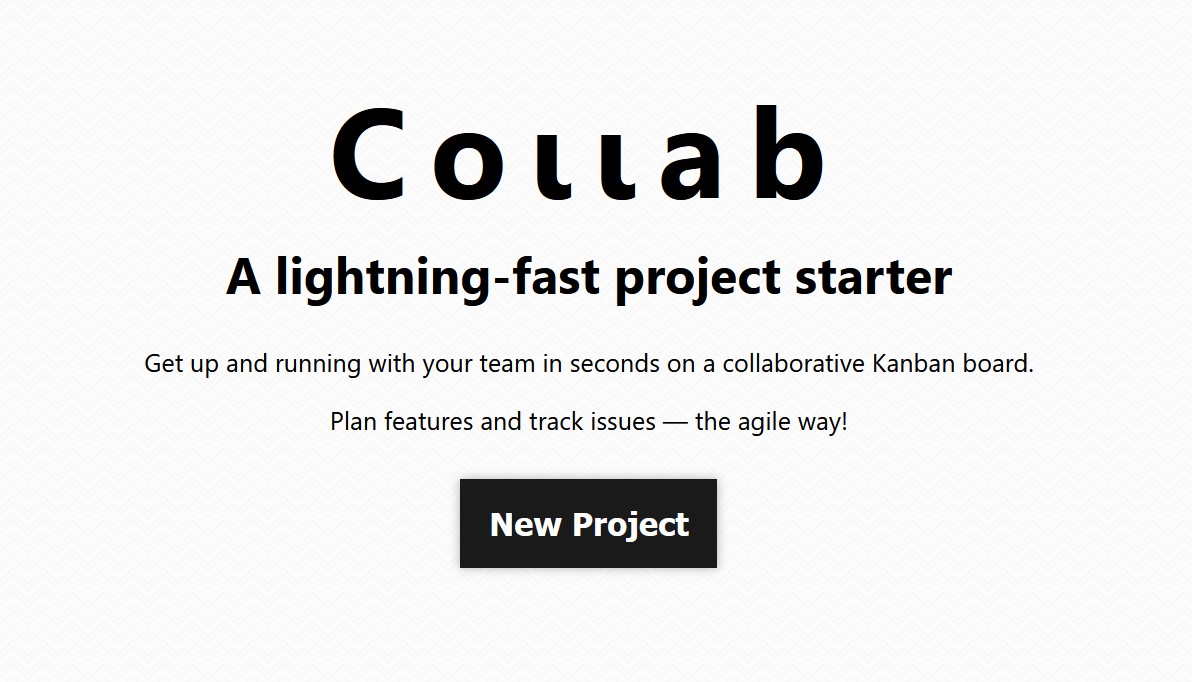 Coɩɩab
A lightning-fast project starter
Get up and running with your team in seconds on a collaborative Kanban board.
Plan features and track issues — the agile way!
New Project